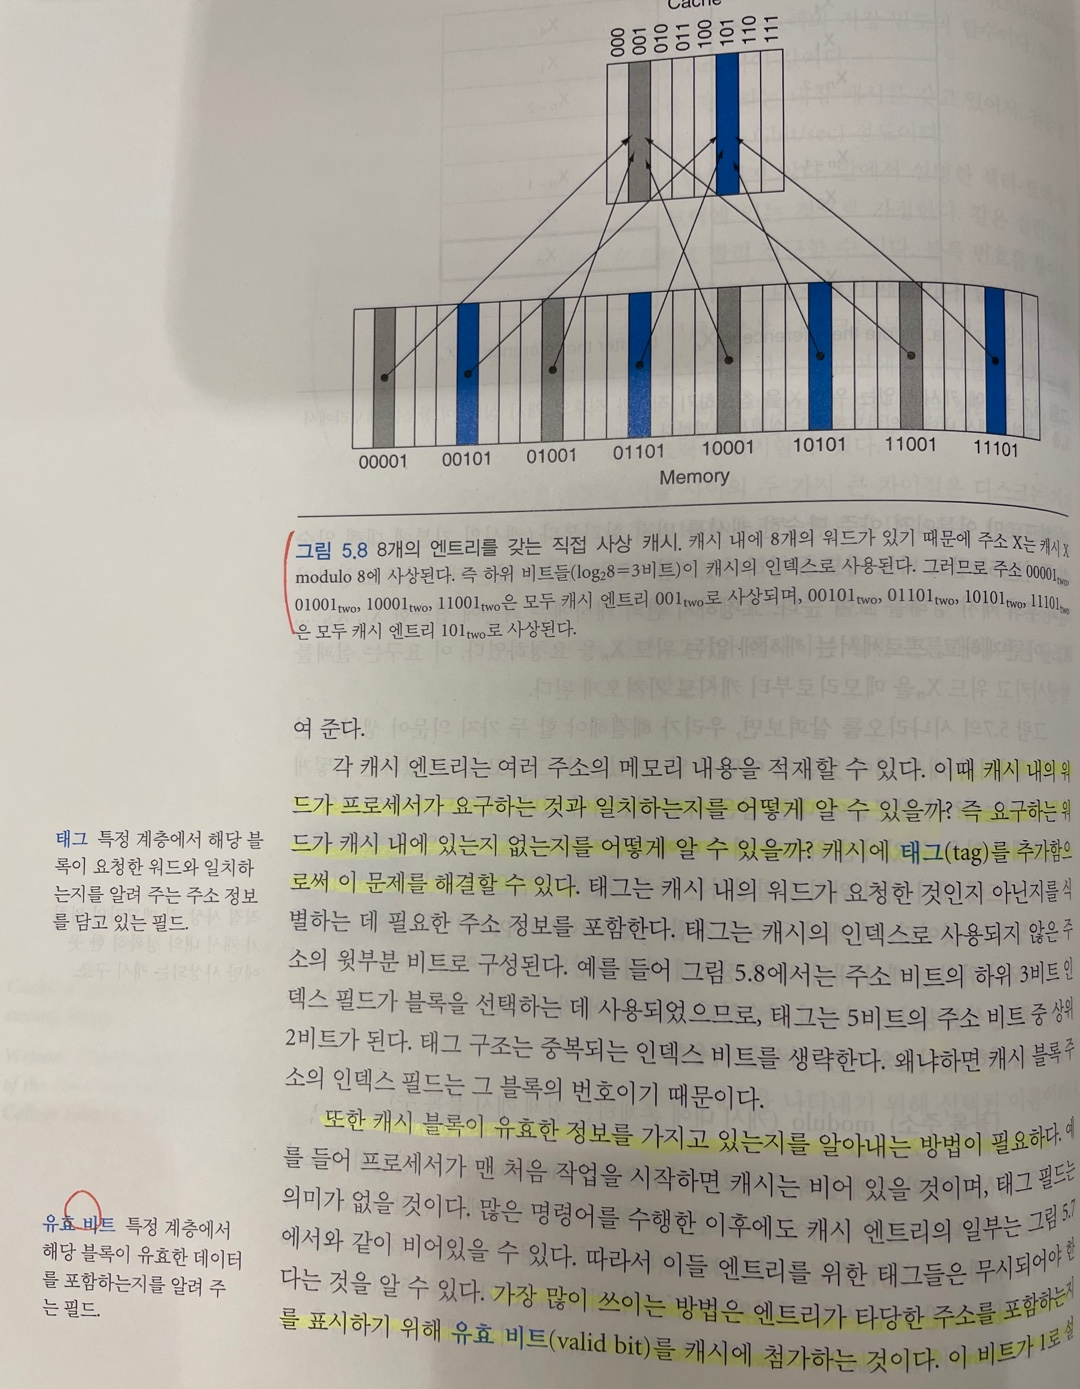 Cache
000 001 010 011 100 101 110 111
00001 00101 01001 01101 10001 10101 11001 11101
Memory
그림 5.8 8개의 엔트리를 갖는 직접 사상 캐시. 캐시 내에 8개의 워드가 있기 때문에 주소 X는 캐시 X
modulo 8에 사상된다. 즉 하위 비트들(log₂8=3비트)이 캐시의 인덱스로 사용된다. 그러므로 주소 00001two,
01001two, 10001two, 11001two은 모두 캐시 엔트리 001two로 사상되며, 00101two, 01101two, 10101two, 11101two
은 모두 캐시 엔트리 101two로 사상된다.
여 준다.
각 캐시 엔트리는 여러 주소의 메모리 내용을 적재할 수 있다. 이때 캐시 내의 워
드가 프로세서가 요구하는 것과 일치하는지를 어떻게 알 수 있을까? 즉 요구하는 워
드가 캐시 내에 있는지 없는지를 어떻게 알 수 있을까? 캐시에 태그(tag)를 추가함으
로써 이 문제를 해결할 수 있다. 태그는 캐시 내의 워드가 요청한 것인지 아닌지를 식
별하는 데 필요한 주소 정보를 포함한다. 태그는 캐시의 인덱스로 사용되지 않은 주
소의 윗부분 비트로 구성된다. 예를 들어 그림 5.8에서는 주소 비트의 하위 3비트 인
덱스 필드가 블록을 선택하는 데 사용되었으므로, 태그는 5비트의 주소 비트 중 상위
2비트가 된다. 태그 구조는 중복되는 인덱스 비트를 생략한다. 왜냐하면 캐시 블록 주
소의 인덱스 필드는 그 블록의 번호이기 때문이다.
또한 캐시 블록이 유효한 정보를 가지고 있는지를 알아내는 방법이 필요하다. 예
를 들어 프로세서가 맨 처음 작업을 시작하면 캐시는 비어 있을 것이며, 태그 필드는
의미가 없을 것이다. 많은 명령어를 수행한 이후에도 캐시 엔트리의 일부는 그림 5.7
에서와 같이 비어있을 수 있다. 따라서 이들 엔트리를 위한 태그들은 무시되어야 한
다는 것을 알 수 있다. 가장 많이 쓰이는 방법은 엔트리가 타당한 주소를 포함하는지
를 표시하기 위해 유효 비트(valid bit)를 캐시에 첨가하는 것이다. 이 비트가 1로 설
태그 특정 계층에서 해당 블
록이 요청한 워드와 일치하
는지를 알려 주는 주소 정보
를 담고 있는 필드.
유효 비트 특정 계층에서
해당 블록이 유효한 데이터
를 포함하는지를 알려 주
는 필드.